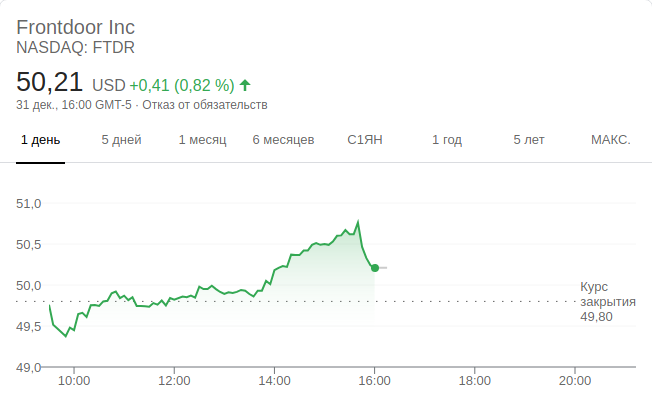 Frontdoor Inc
NASDAQ: FTDR
50,21 USD +0,41 (0,82 %)
31 дек., 16:00 GMT-5 · Отказ от обязательств
1 день 5 дней 1 месяц 6 месяцев С1ЯН 1 год 5 лет МАКС.
51,0
50,5
50,0
Курс
закрытия
49,80
49,5
49,0
10:00 12:00 14:00 16:00 18:00 20:00